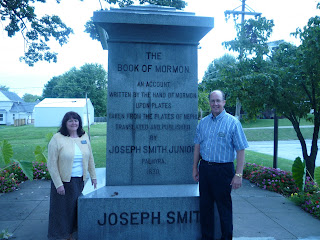 THE
BOOK OF MORMON
AN ACCOUNT
WRITTEN BY THE HAND OF MORMON
UPON PLATES
TAKEN FROM THE PLATES OF NEPHI
TRANSLATED AND PUBLISHED
BY
JOSEPH SMITH JUNIOR
PALMYRA
1830
JOSEPH SMITH